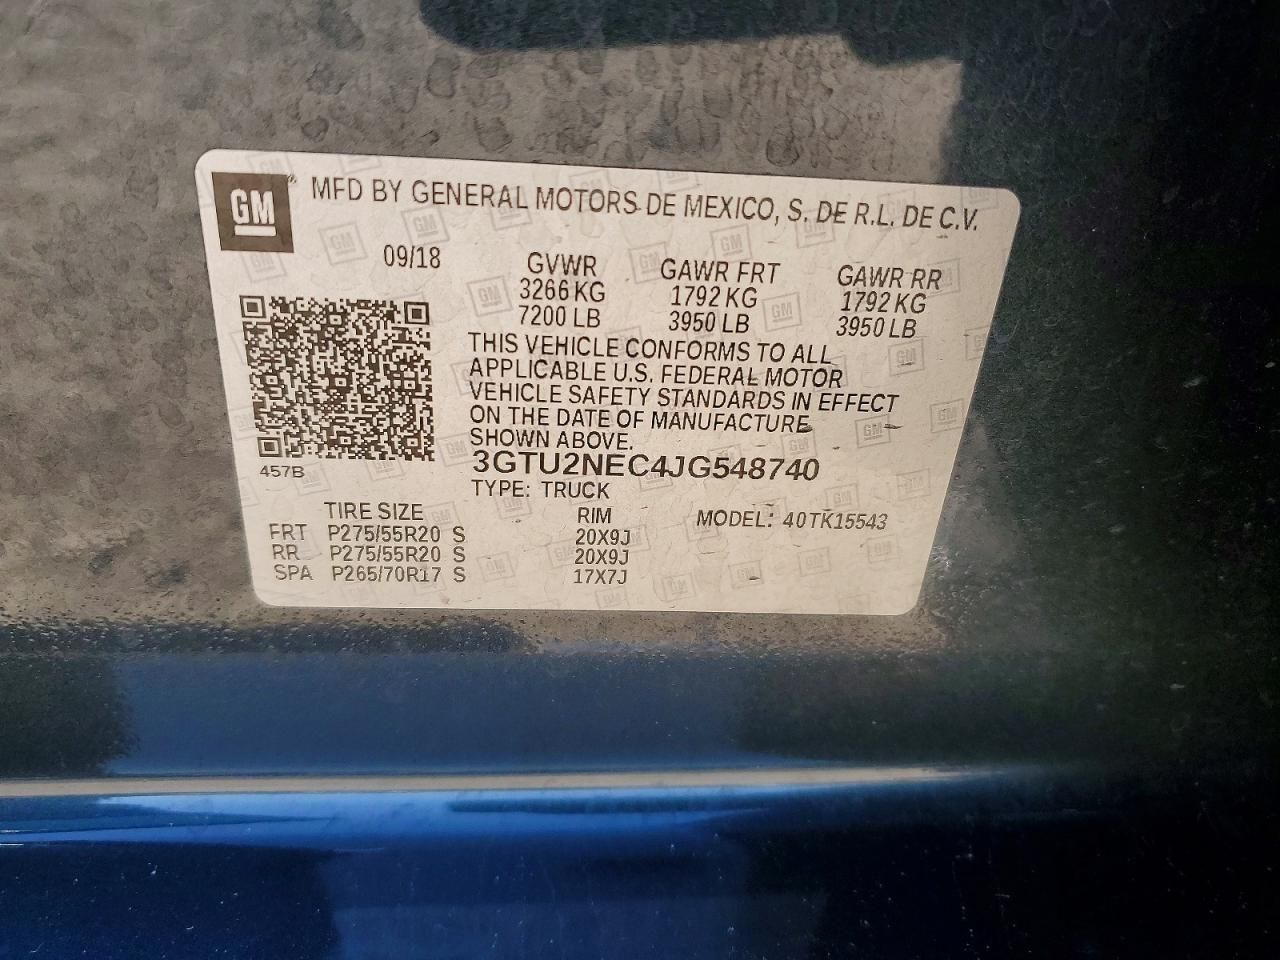 GM MFD BY GENERAL MOTORS DE MEXICO, S. DE R.L. DE C.V.
09/18 GVWR GAWR FRT GAWR RR
3266 KG 1792 KG 1792 KG
7200 LB 3950 LB 3950 LB
THIS VEHICLE CONFORMS TO ALL
APPLICABLE U.S. FEDERAL MOTOR
VEHICLE SAFETY STANDARDS IN EFFECT
ON THE DATE OF MANUFACTURE
SHOWN ABOVE.
457B 3GTU2NEC4JG548740
TYPE: TRUCK
TIRE SIZE RIM MODEL: 40TK15543
FRT P275/55R20 S 20X9J
RR P275/55R20 S 20X9J
SPA P265/70R17 S 17X7J